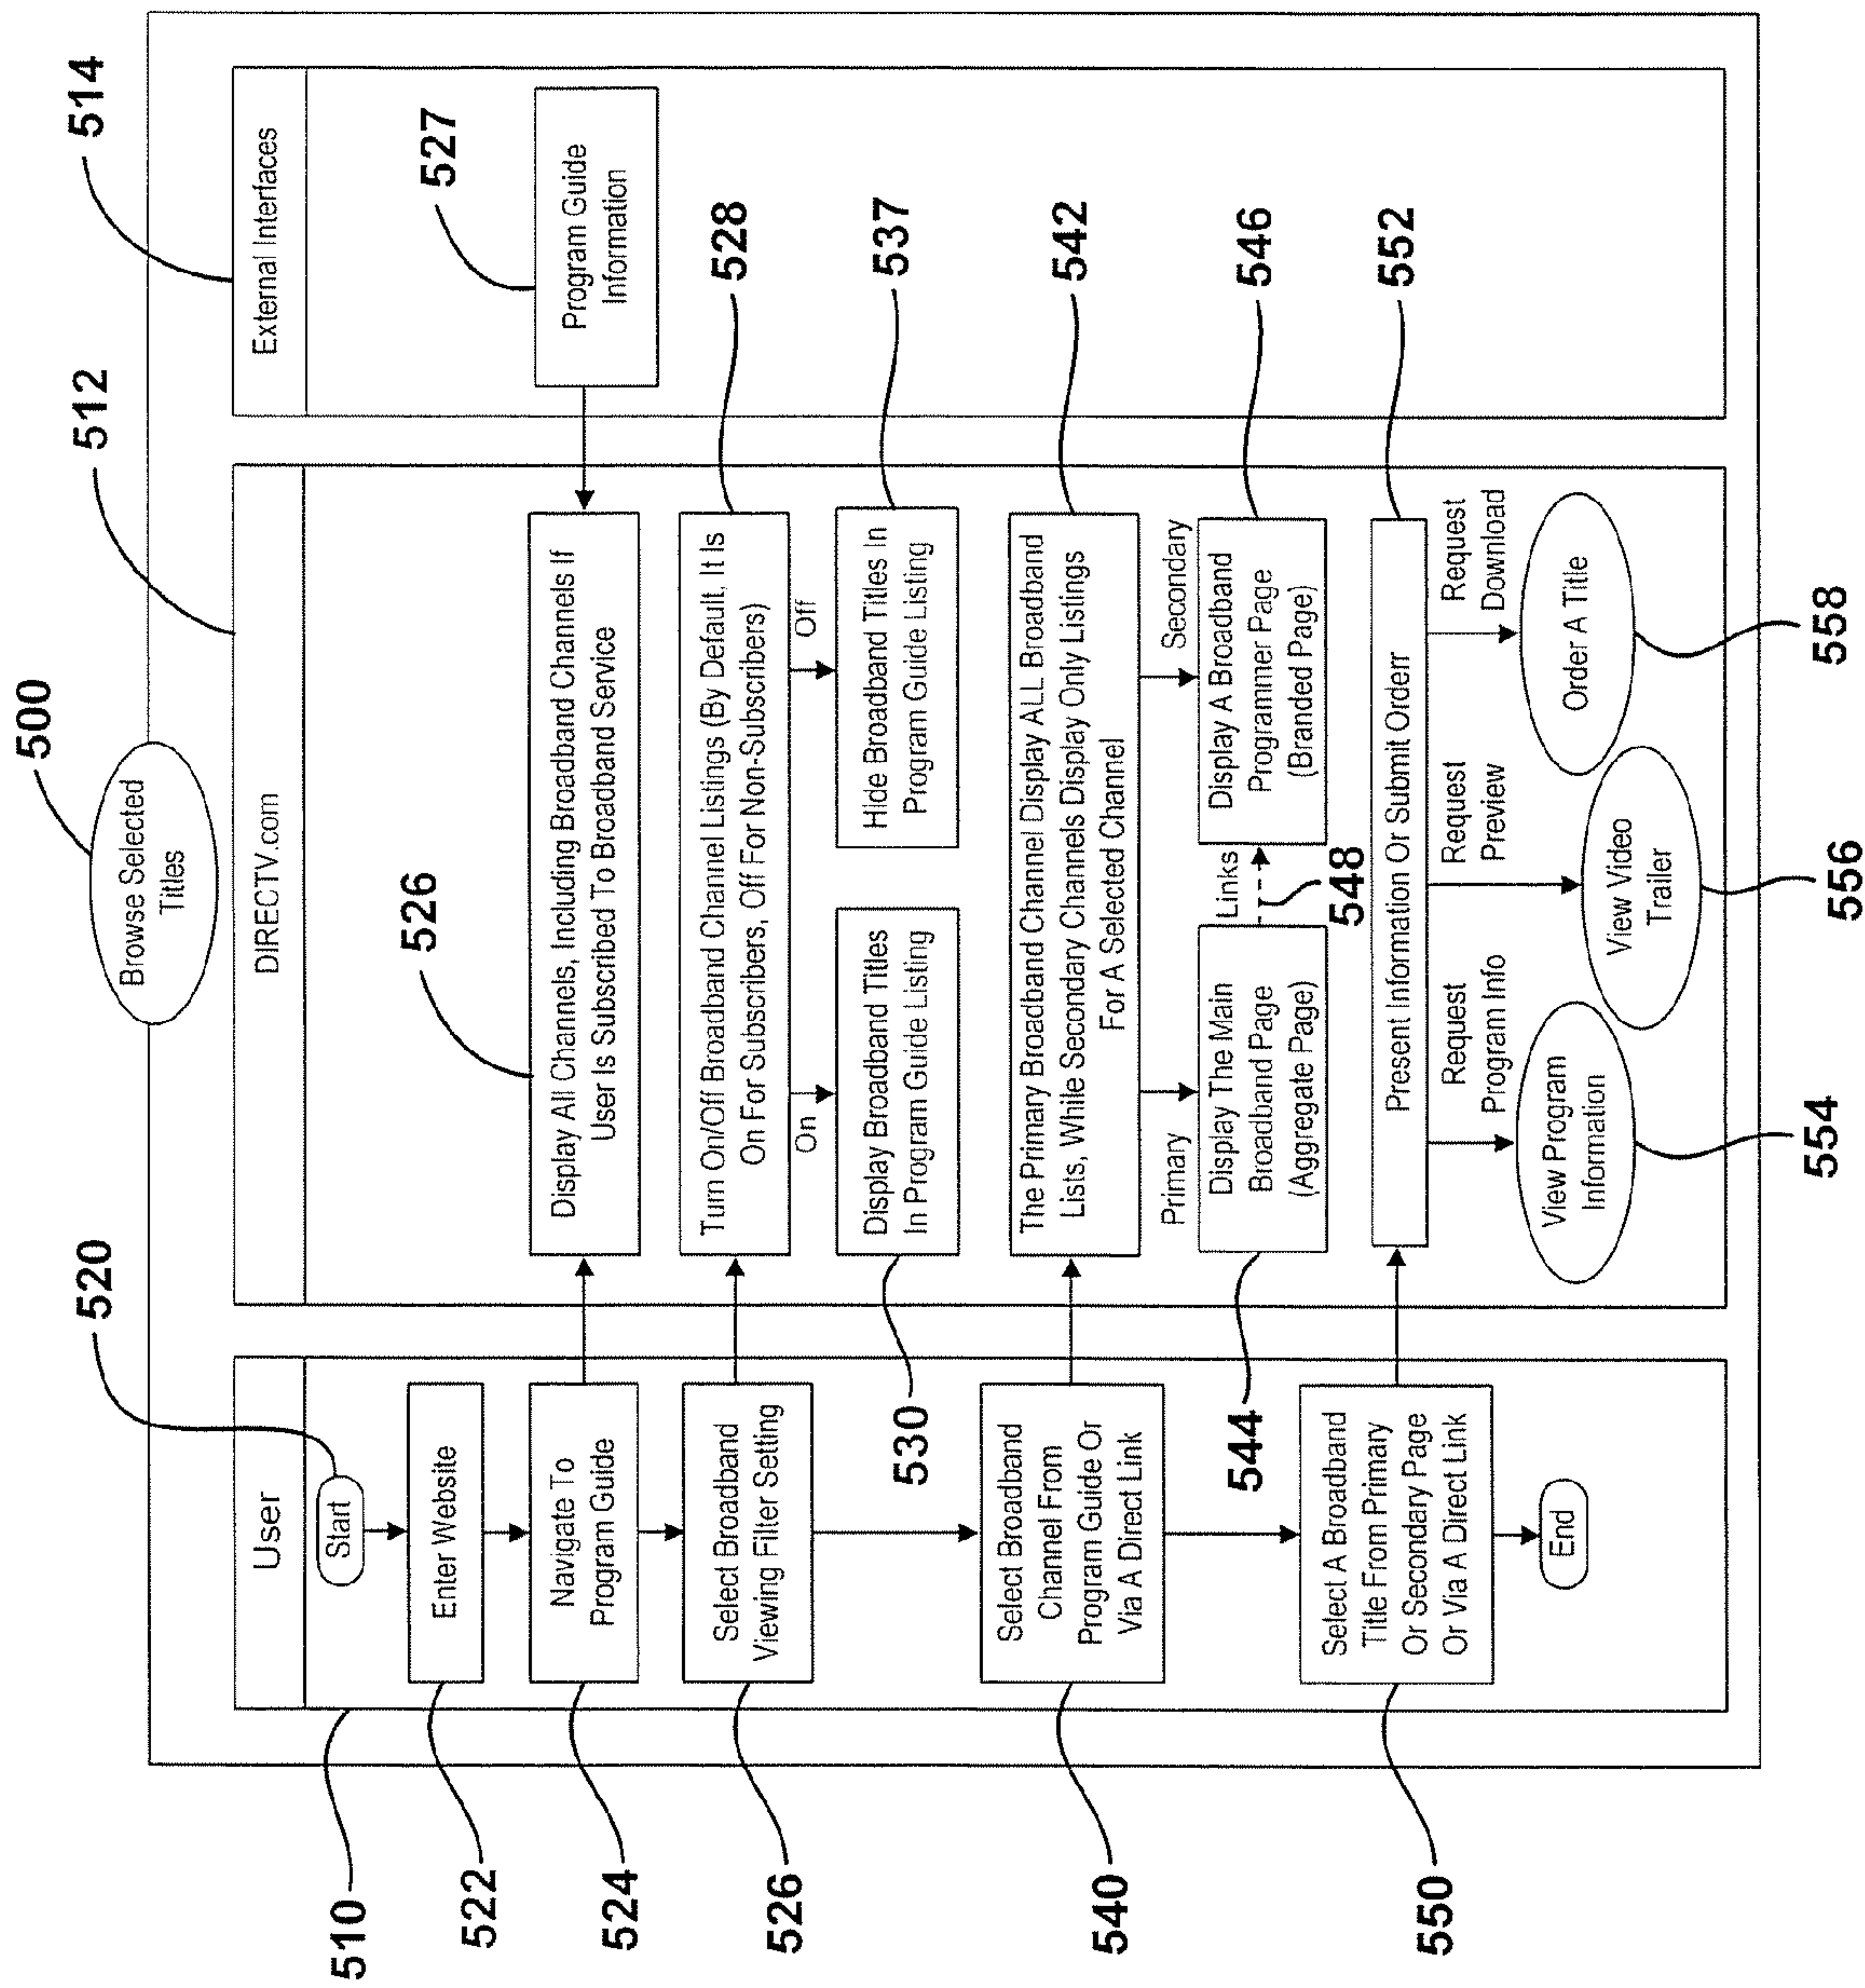 500
Browse Selected
Titles
510
User
520
Start
522
Enter Website
524
Navigate To
Program Guide
526
Select Broadband
Viewing Filter Setting
540
Select Broadband
Channel From
Program Guide Or
Via A Direct Link
550
Select A Broadband
Title From Primary
Or Secondary Page
Or Via A Direct Link
End
512
DIRECTV.com
526
Display All Channels, Including Broadband Channels If
User Is Subscribed To Broadband Service
528
Turn On/Off Broadband Channel Listings (By Default, It Is
On For Subscribers, Off For Non-Subscribers)
On
Off
530
Display Broadband Titles
In Program Guide Listing
537
Hide Broadband Titles In
Program Guide Listing
542
The Primary Broadband Channel Display ALL Broadband
Lists, While Secondary Channels Display Only Listings
For A Selected Channel
Primary
Secondary
544
Display The Main
Broadband Page
(Aggregate Page)
Links
548
546
Display A Broadband
Programmer Page
(Branded Page)
552
Present Information Or Submit Orderr
Request
Program Info
Request
Preview
Request
Download
View Program
Information
554
View Video
Trailer
556
Order A Title
558
514
External Interfaces
527
Program Guide
Information